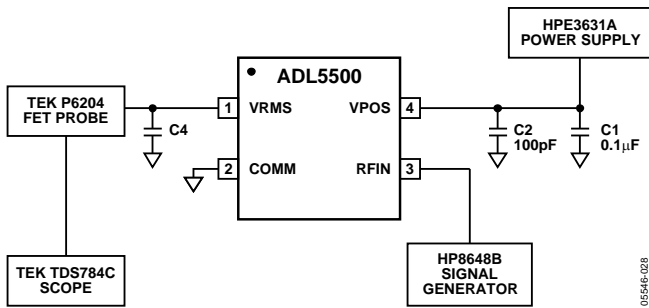 HPE3631A
POWER SUPPLY
ADL5500
TEK P6204
FET PROBE
1
VRMS
VPOS
4
C4
C2
100pF
C1
0.1μF
2
COMM
RFIN
3
TEK TDS784C
SCOPE
HP8648B
SIGNAL
GENERATOR
05546-028